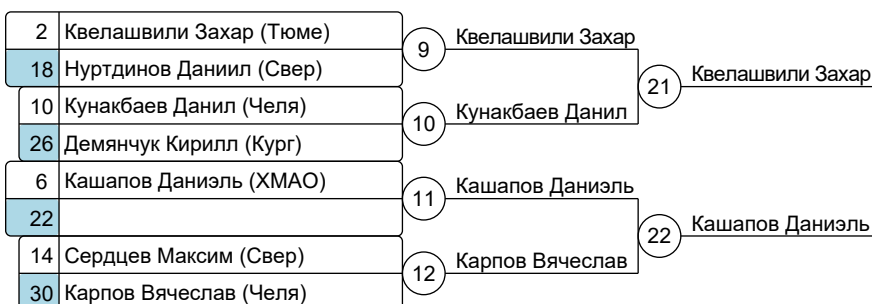 2 Квелашвили Захар (Тюме)
18 Нуртдинов Даниил (Свер)
10 Кунакбаев Данил (Челя)
26 Демянчук Кирилл (Кург)
6 Кашапов Даниэль (ХМАО)
22
14 Сердцев Максим (Свер)
30 Карпов Вячеслав (Челя)
9 Квелашвили Захар
10 Кунакбаев Данил
11 Кашапов Даниэль
12 Карпов Вячеслав
21 Квелашвили Захар
22 Кашапов Даниэль